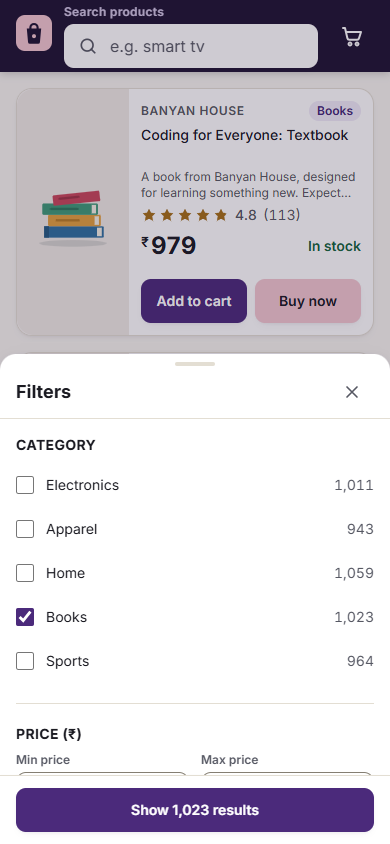 Search products
e.g. smart tv
BANYAN HOUSE
Books
Coding for Everyone: Textbook
A book from Banyan House, designed
for learning something new. Expect...
4.8 (113)
₹979
In stock
Add to cart
Buy now
Filters
CATEGORY
Electronics 1,011
Apparel 943
Home 1,059
Books 1,023
Sports 964
PRICE (₹)
Min price Max price
Show 1,023 results